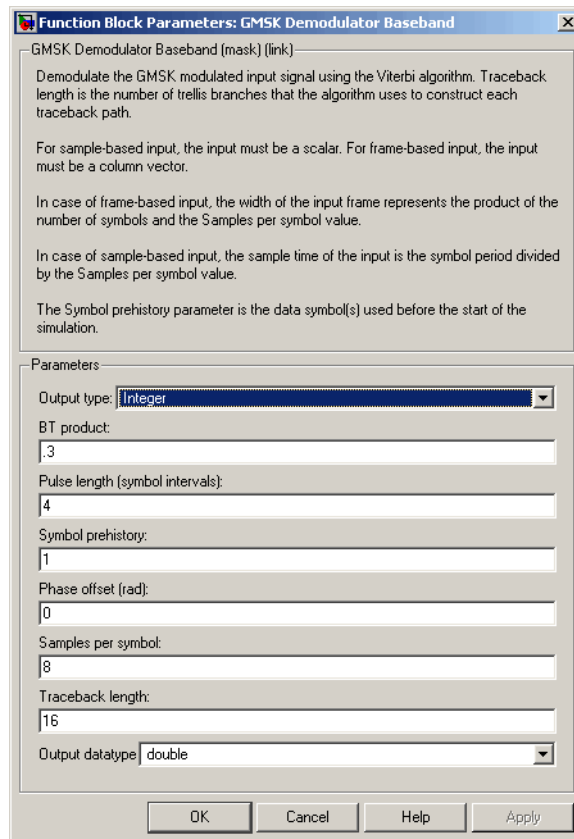 Function Block Parameters: GMSK Demodulator Baseband
GMSK Demodulator Baseband (mask) (link)
Demodulate the GMSK modulated input signal using the Viterbi algorithm. Traceback
length is the number of trellis branches that the algorithm uses to construct each
traceback path.
For sample-based input, the input must be a scalar. For frame-based input, the input
must be a column vector.
In case of frame-based input, the width of the input frame represents the product of the
number of symbols and the Samples per symbol value.
In case of sample-based input, the sample time of the input is the symbol period divided
by the Samples per symbol value.
The Symbol prehistory parameter is the data symbol(s) used before the start of the
simulation.
Parameters
Output type: Integer
BT product:
.3
Pulse length (symbol intervals):
4
Symbol prehistory:
1
Phase offset (rad):
0
Samples per symbol:
8
Traceback length:
16
Output datatype double
OK Cancel Help Apply